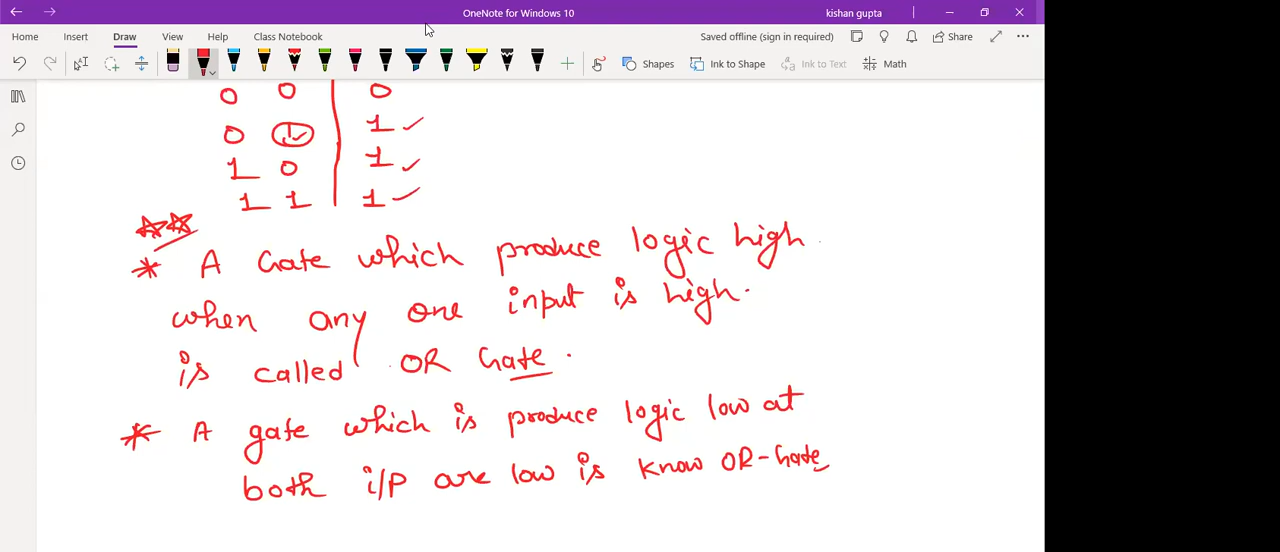 OneNote for Windows 10
kishan gupta
Home Insert Draw View Help Class Notebook
Saved offline (sign in required)
Share
Shapes
Ink to Shape
Ink to Text
Math
0 0 0
0 1 1
1 0 1
1 1 1
* A Gate which produce logic high
when any one input is high.
is called OR Gate.
* A gate which is produce logic low at
both i/P are low is know OR-Gate